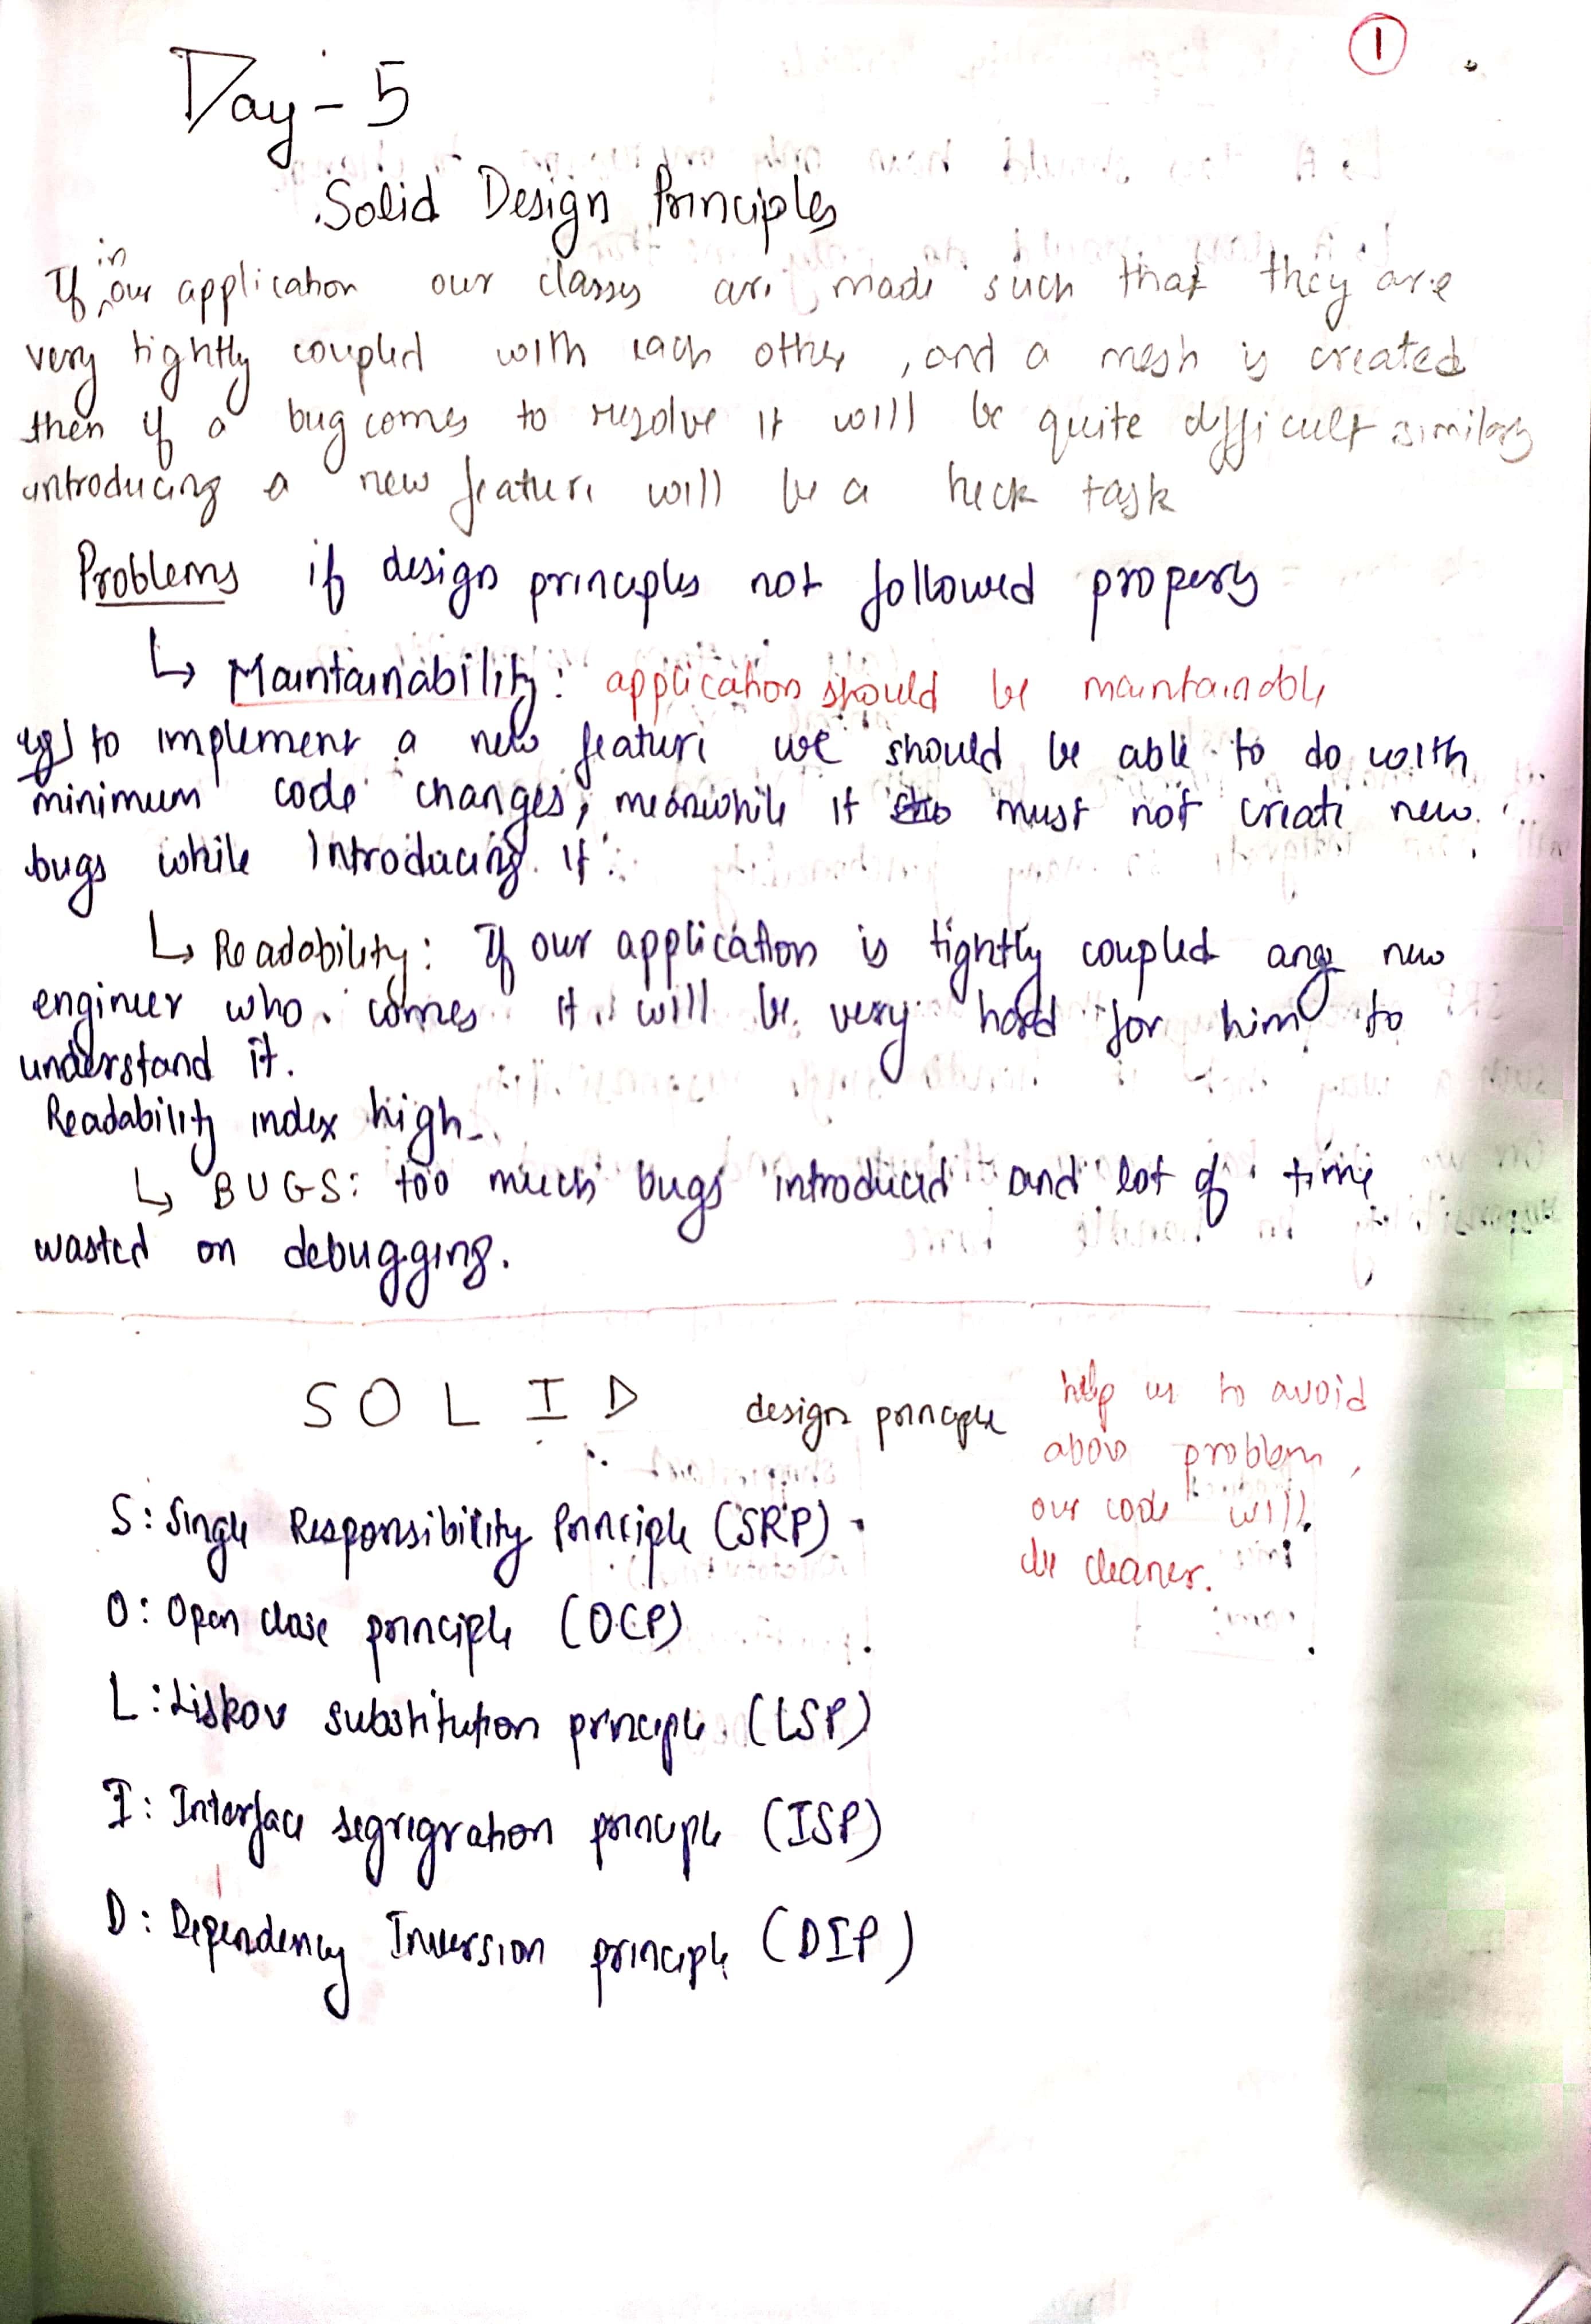 1
Day - 5
Solid Design Principles
in
If our application our classes are made such that they are
very tightly coupled with each other, and a mesh is created
then if a bug comes to resolve it will be quite difficult similary
introducing a new feature will be a heck task
Problems if design principles not followed propery
↳ Maintainability: application should be maintainable
eg) to implement a new feature we should be able to do with
minimum code changes, meanwhile it must not create new
bugs while Introducing it.
↳ Readability: If our application is tightly coupled any new
engineer who comes it will be very hard for him to
understand it.
Readability index high.
↳ BUGS: too much bugs introduced and lot of time
wasted on debugging.
S O L I D design principle
help us to avoid
above problem,
our code will
be cleaner.
S: Single Responsibility Principle (SRP)
O: Open close principle (OCP)
L: Liskov substitution principle (LSP)
I: Interface segrigration principle (ISP)
D: Dependency Inversion principle (DIP)